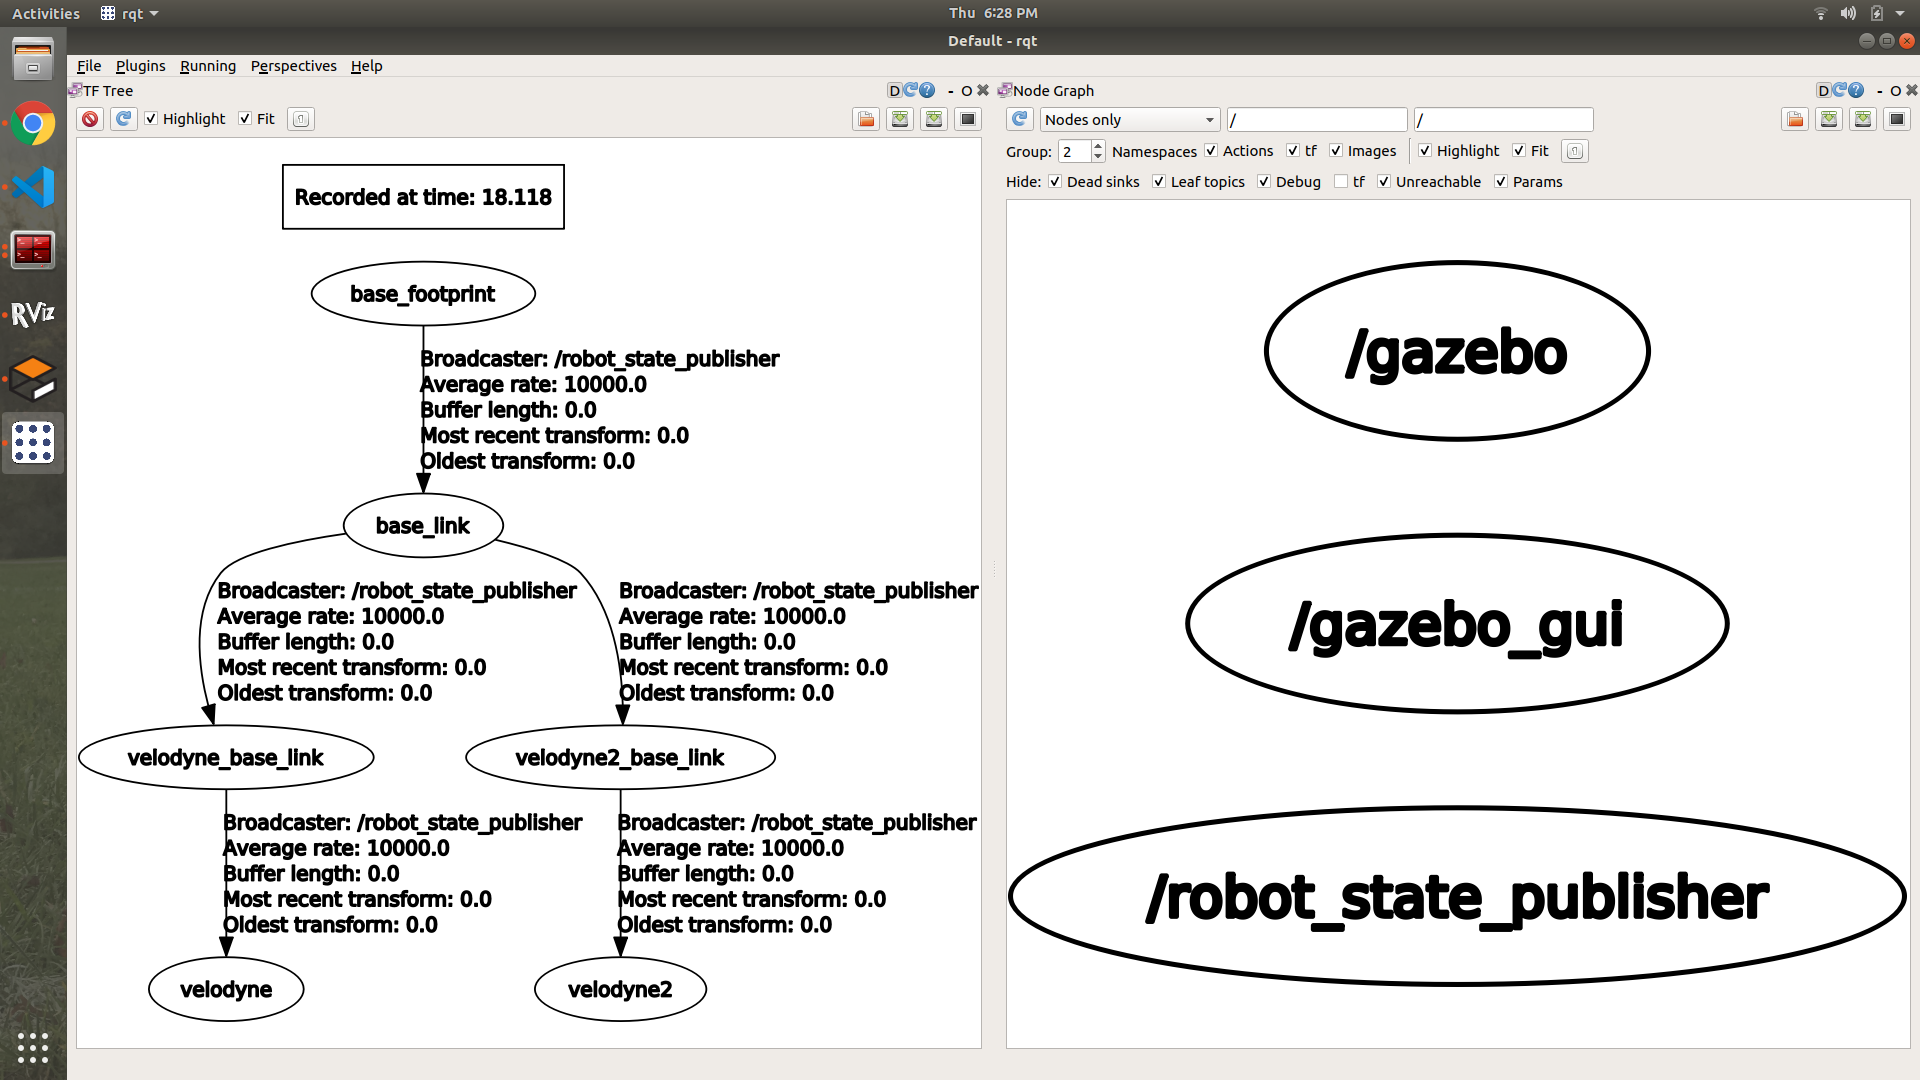 Activities rqt Thu 6:28 PM
Default - rqt
File Plugins Running Perspectives Help
TF Tree D ? - O
Highlight Fit
Recorded at time: 18.118
base_footprint
Broadcaster: /robot_state_publisher
Average rate: 10000.0
Buffer length: 0.0
Most recent transform: 0.0
Oldest transform: 0.0
base_link
Broadcaster: /robot_state_publisher
Average rate: 10000.0
Buffer length: 0.0
Most recent transform: 0.0
Oldest transform: 0.0
Broadcaster: /robot_state_publisher
Average rate: 10000.0
Buffer length: 0.0
Most recent transform: 0.0
Oldest transform: 0.0
velodyne_base_link
velodyne2_base_link
Broadcaster: /robot_state_publisher
Average rate: 10000.0
Buffer length: 0.0
Most recent transform: 0.0
Oldest transform: 0.0
Broadcaster: /robot_state_publisher
Average rate: 10000.0
Buffer length: 0.0
Most recent transform: 0.0
Oldest transform: 0.0
velodyne
velodyne2
Node Graph D ? - O
Nodes only / /
Group: 2 Namespaces Actions tf Images Highlight Fit
Hide: Dead sinks Leaf topics Debug tf Unreachable Params
/gazebo
/gazebo_gui
/robot_state_publisher
RViz